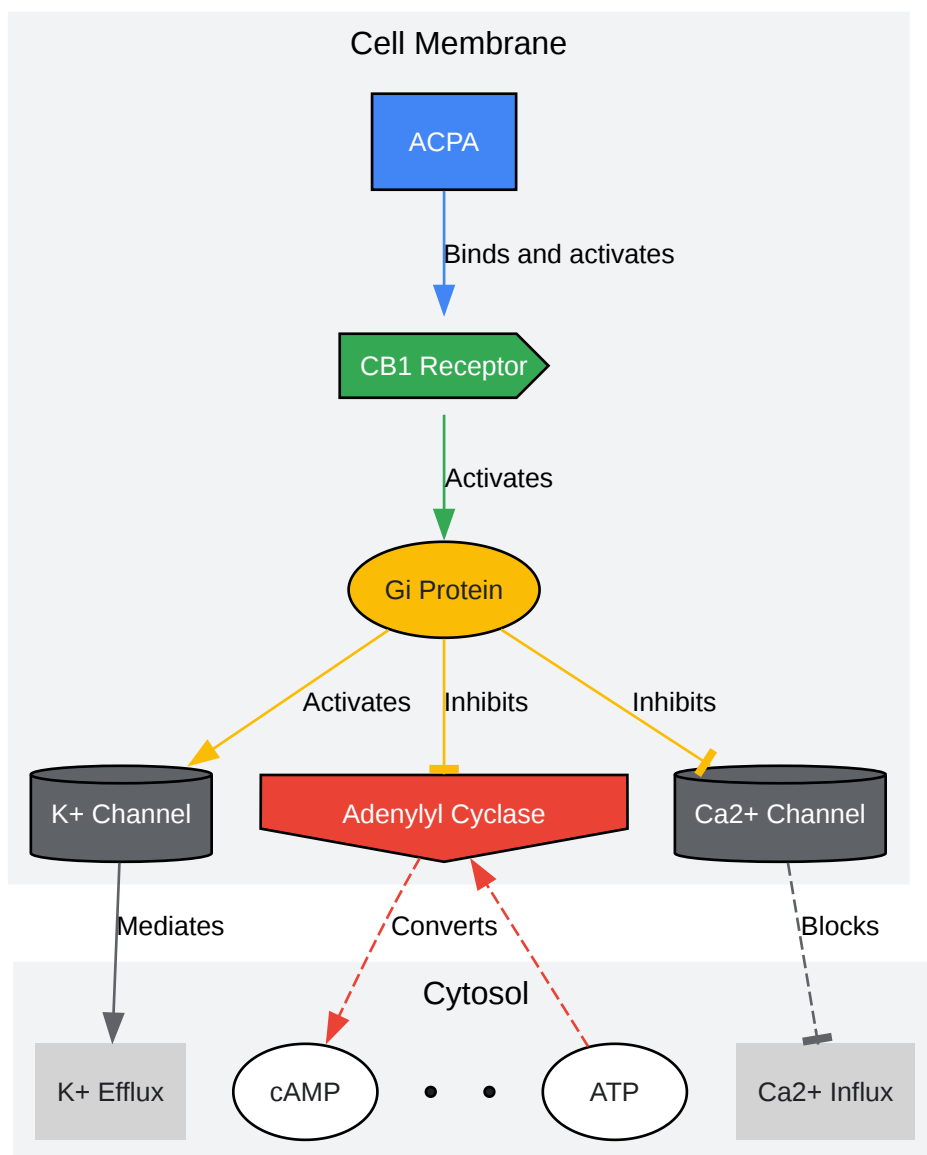 Cell Membrane
ACPA
Binds and activates
CB1 Receptor
Activates
Gi Protein
Activates
Inhibits
Inhibits
K+ Channel
Adenylyl Cyclase
Ca2+ Channel
Mediates
Converts
Blocks
Cytosol
K+ Efflux
cAMP
ATP
Ca2+ Influx